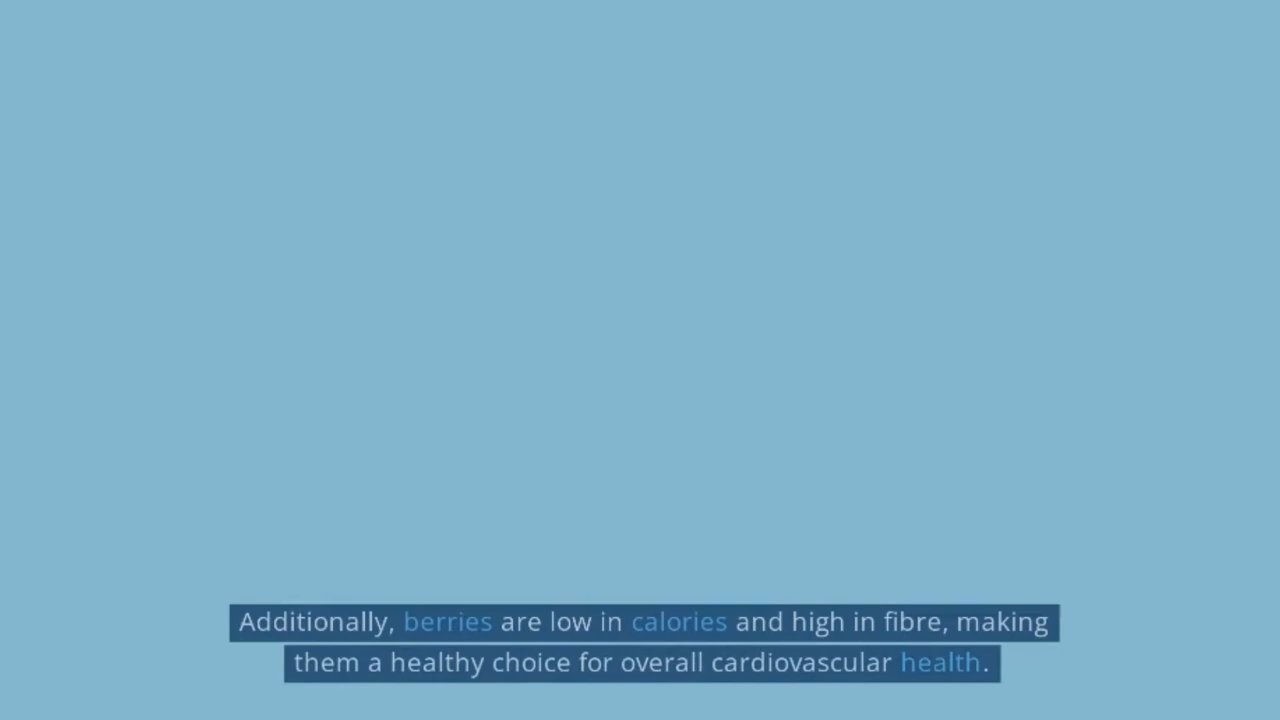 Additionally, berries are low in calories and high in fibre, making
them a healthy choice for overall cardiovascular health.